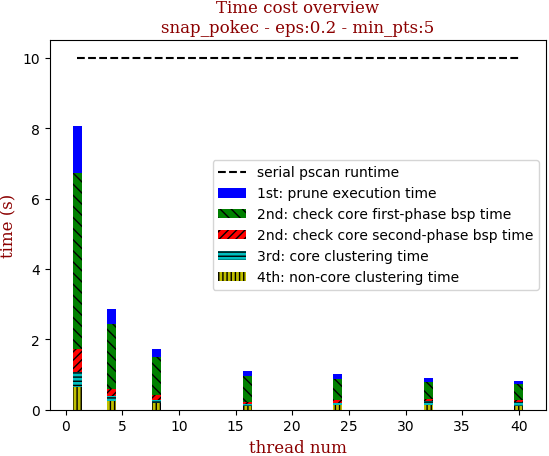 Time cost overview
snap_pokec - eps:0.2 - min_pts:5
time (s)
10
8
6
4
2
0
serial pscan runtime
1st: prune execution time
2nd: check core first-phase bsp time
2nd: check core second-phase bsp time
3rd: core clustering time
4th: non-core clustering time
0 5 10 15 20 25 30 35 40
thread num